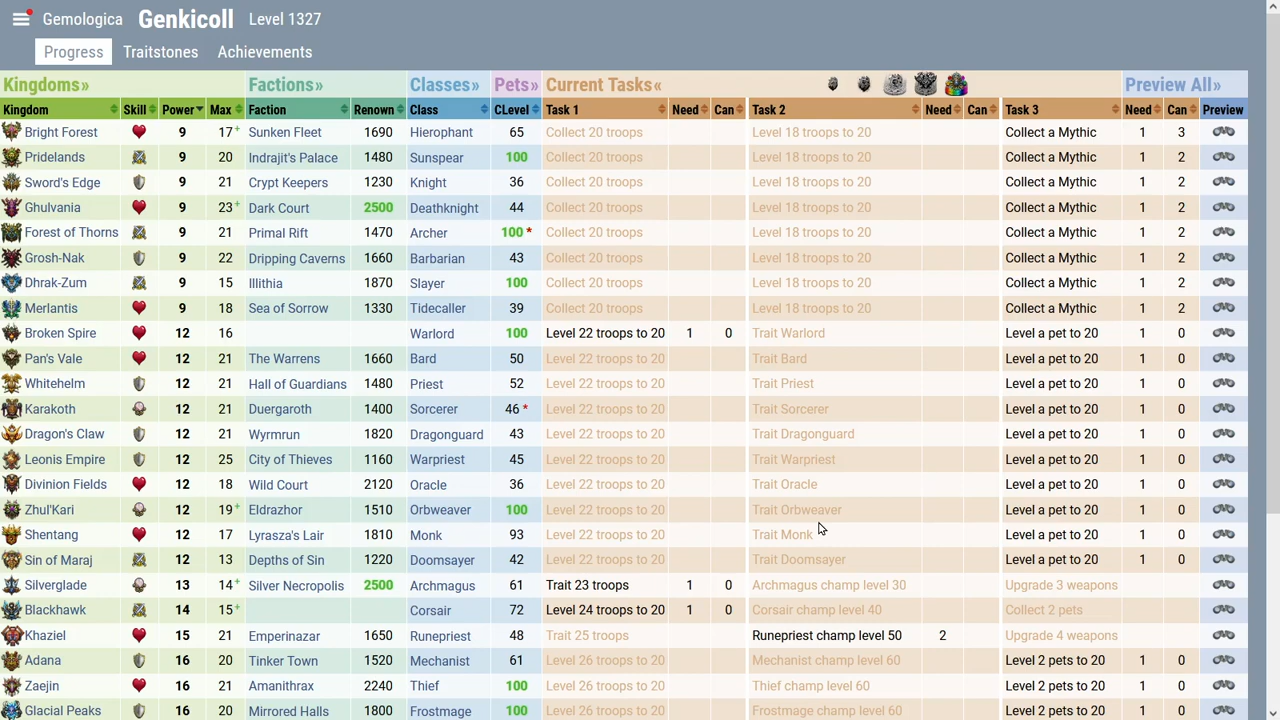 Gemologica Genkicoll Level 1327
Progress Traitstones Achievements
Kingdoms» Factions» Classes» Pets» Current Tasks« Preview All»
Kingdom Skill Power Max Faction Renown Class CLevel Task 1 Need Can Task 2 Need Can Task 3 Need Can Preview
Bright Forest 9 17+ Sunken Fleet 1690 Hierophant 65 Collect 20 troops Level 18 troops to 20 Collect a Mythic 1 3
Pridelands 9 20 Indrajit's Palace 1480 Sunspear 100 Collect 20 troops Level 18 troops to 20 Collect a Mythic 1 2
Sword's Edge 9 21 Crypt Keepers 1230 Knight 36 Collect 20 troops Level 18 troops to 20 Collect a Mythic 1 2
Ghulvania 9 23+ Dark Court 2500 Deathknight 44 Collect 20 troops Level 18 troops to 20 Collect a Mythic 1 2
Forest of Thorns 9 21 Primal Rift 1470 Archer 100 * Collect 20 troops Level 18 troops to 20 Collect a Mythic 1 2
Grosh-Nak 9 22 Dripping Caverns 1660 Barbarian 43 Collect 20 troops Level 18 troops to 20 Collect a Mythic 1 2
Dhrak-Zum 9 15 Illithia 1870 Slayer 100 Collect 20 troops Level 18 troops to 20 Collect a Mythic 1 2
Merlantis 9 18 Sea of Sorrow 1330 Tidecaller 39 Collect 20 troops Level 18 troops to 20 Collect a Mythic 1 2
Broken Spire 12 16 Warlord 100 Level 22 troops to 20 1 0 Trait Warlord Level a pet to 20 1 0
Pan's Vale 12 21 The Warrens 1660 Bard 50 Level 22 troops to 20 Trait Bard Level a pet to 20 1 0
Whitehelm 12 21 Hall of Guardians 1480 Priest 52 Level 22 troops to 20 Trait Priest Level a pet to 20 1 0
Karakoth 12 21 Duergaroth 1400 Sorcerer 46 * Level 22 troops to 20 Trait Sorcerer Level a pet to 20 1 0
Dragon's Claw 12 21 Wyrmrun 1820 Dragonguard 43 Level 22 troops to 20 Trait Dragonguard Level a pet to 20 1 0
Leonis Empire 12 25 City of Thieves 1160 Warpriest 45 Level 22 troops to 20 Trait Warpriest Level a pet to 20 1 0
Divinion Fields 12 18 Wild Court 2120 Oracle 36 Level 22 troops to 20 Trait Oracle Level a pet to 20 1 0
Zhul'Kari 12 19+ Eldrazhor 1510 Orbweaver 100 Level 22 troops to 20 Trait Orbweaver Level a pet to 20 1 0
Shentang 12 17 Lyrasza's Lair 1810 Monk 93 Level 22 troops to 20 Trait Monk Level a pet to 20 1 0
Sin of Maraj 12 13 Depths of Sin 1220 Doomsayer 42 Level 22 troops to 20 Trait Doomsayer Level a pet to 20 1 0
Silverglade 13 14+ Silver Necropolis 2500 Archmagus 61 Trait 23 troops 1 0 Archmagus champ level 30 Upgrade 3 weapons
Blackhawk 14 15+ Corsair 72 Level 24 troops to 20 1 0 Corsair champ level 40 Collect 2 pets
Khaziel 15 21 Emperinazar 1650 Runepriest 48 Trait 25 troops Runepriest champ level 50 2 Upgrade 4 weapons
Adana 16 20 Tinker Town 1520 Mechanist 61 Level 26 troops to 20 Mechanist champ level 60 Level 2 pets to 20 1 0
Zaejin 16 21 Amanithrax 2240 Thief 100 Level 26 troops to 20 Thief champ level 60 Level 2 pets to 20 1 0
Glacial Peaks 16 20 Mirrored Halls 1800 Frostmage 100 Level 26 troops to 20 Frostmage champ level 60 Level 2 pets to 20 1 0